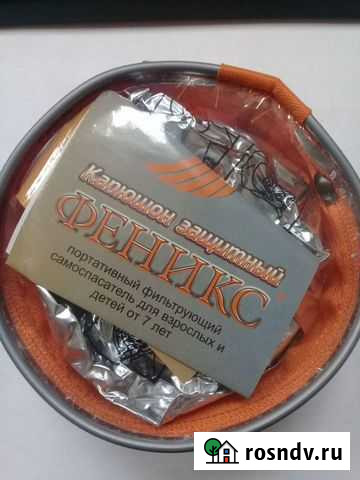 Капюшон защитный
ФЕНИКС
портативный фильтрующий
самоспасатель для взрослых и
детей от 7 лет
rosndv.ru